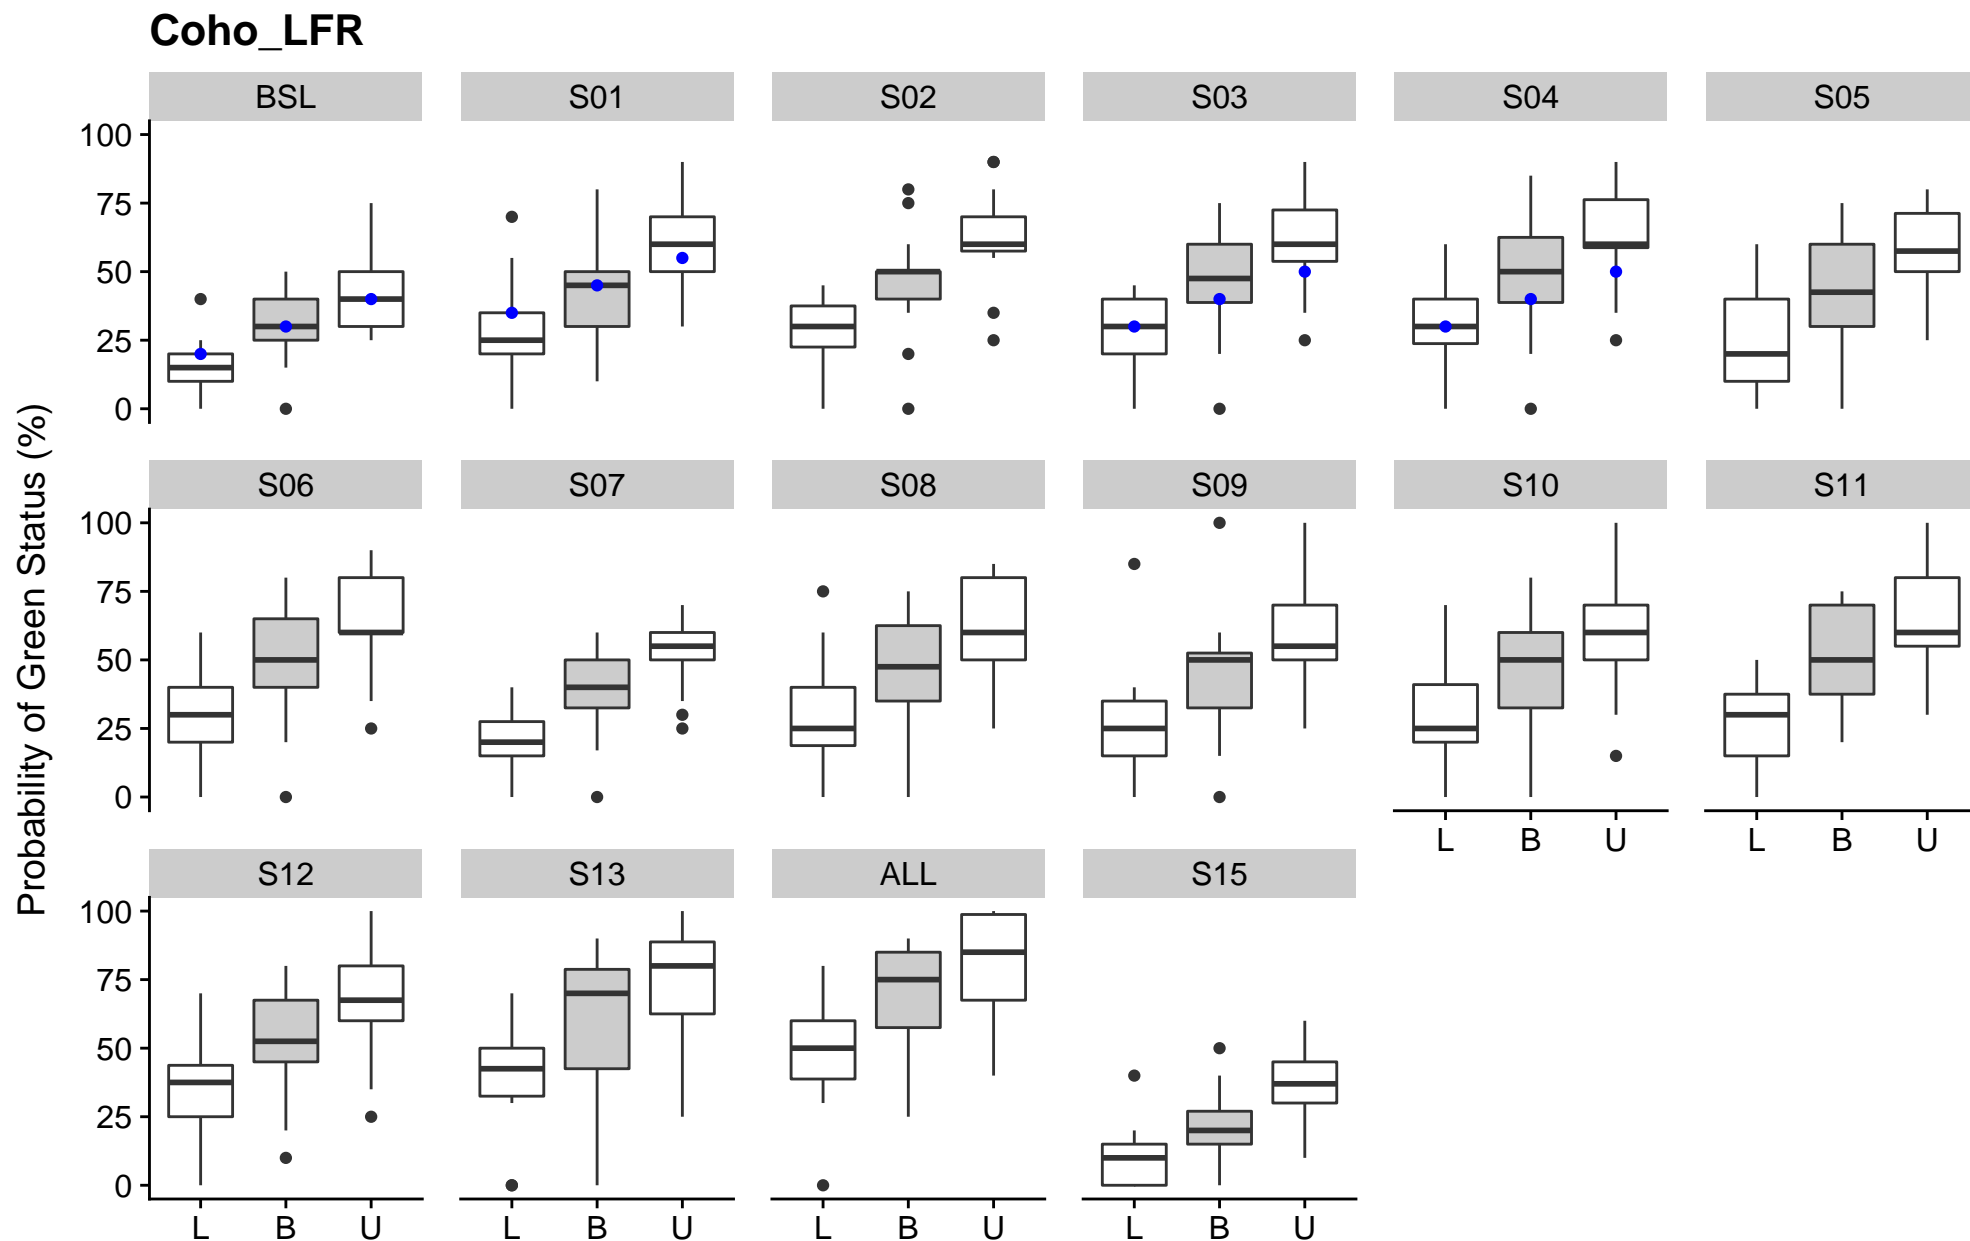 Coho_LFR
BSL S01 S02 S03 S04 S05
100
75
50
25
0
Probability of Green Status (%)
S06 S07 S08 S09 S10 S11
100
75
50
25
0
L B U L B U
S12 S13 ALL S15
100
75
50
25
0
L B U L B U L B U L B U